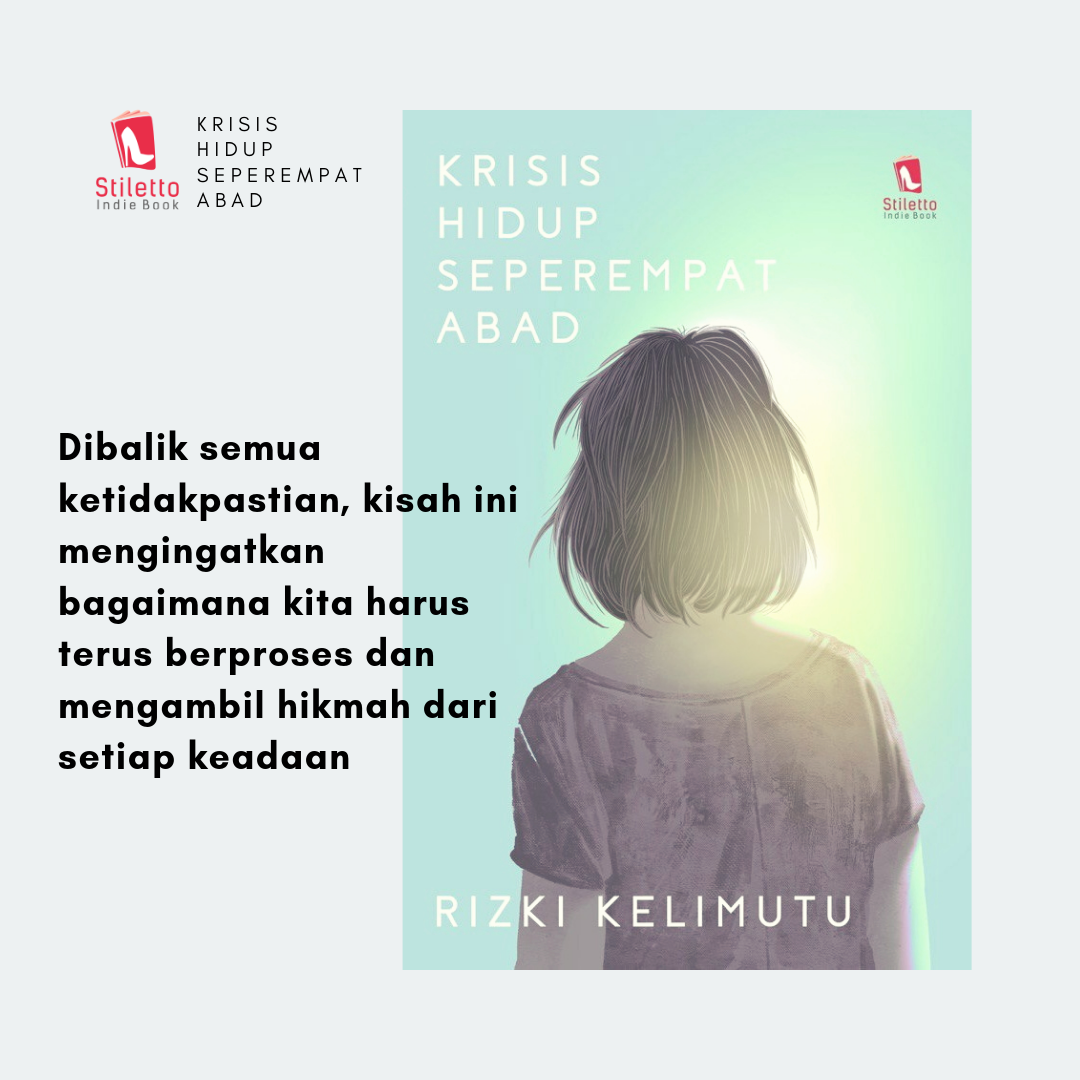 Stiletto
Indie Book
KRISIS
HIDUP
SEPEREMPAT
ABAD
KRISIS
HIDUP
SEPEREMPAT
ABAD
Stiletto
Indie Book
Dibalik semua
ketidakpastian, kisah ini
mengingatkan
bagaimana kita harus
terus berproses dan
mengambil hikmah dari
setiap keadaan
RIZKI KELIMUTU